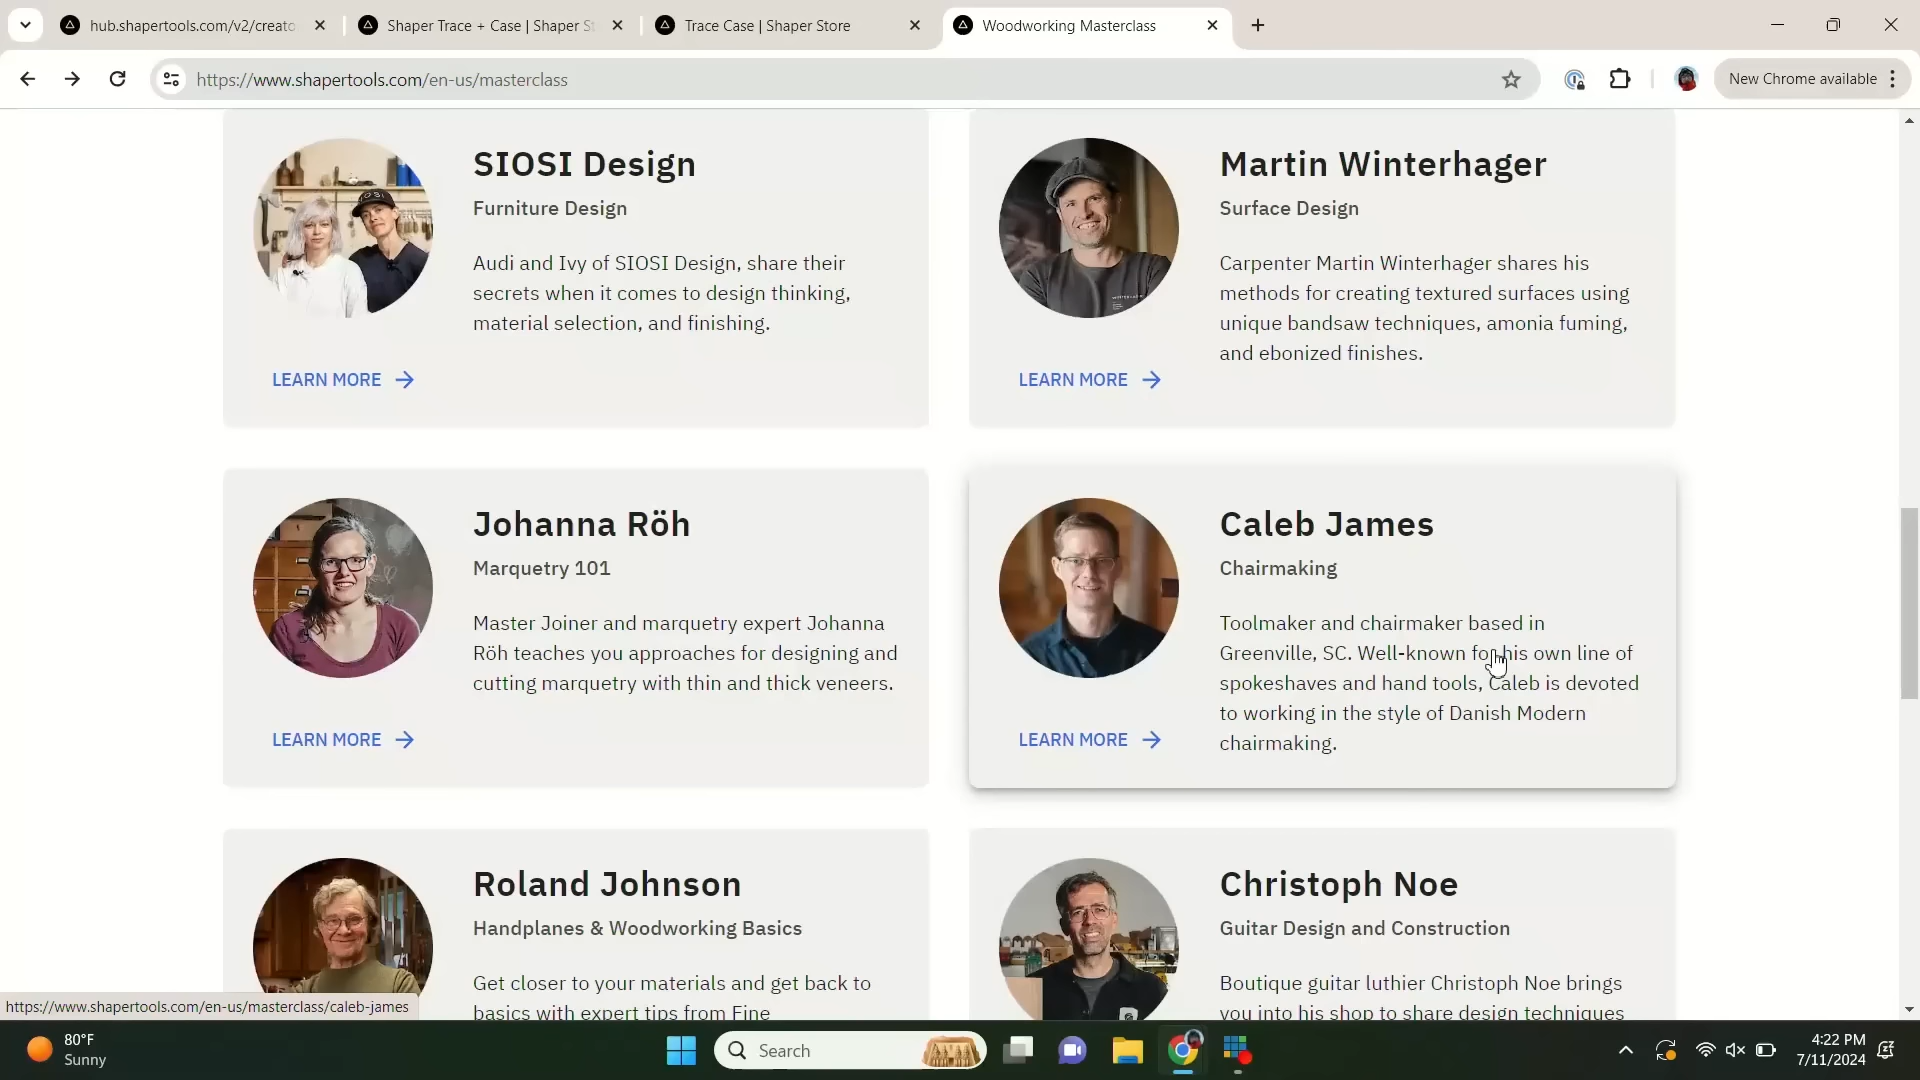 hub.shapertools.com/v2/creato
Shaper Trace + Case | Shaper St
Trace Case | Shaper Store
Woodworking Masterclass
https://www.shapertools.com/en-us/masterclass
New Chrome available
SIOSI Design
Furniture Design
Audi and Ivy of SIOSI Design, share their
secrets when it comes to design thinking,
material selection, and finishing.
LEARN MORE
Martin Winterhager
Surface Design
Carpenter Martin Winterhager shares his
methods for creating textured surfaces using
unique bandsaw techniques, amonia fuming,
and ebonized finishes.
LEARN MORE
Johanna Röh
Marquetry 101
Master Joiner and marquetry expert Johanna
Röh teaches you approaches for designing and
cutting marquetry with thin and thick veneers.
LEARN MORE
Caleb James
Chairmaking
Toolmaker and chairmaker based in
Greenville, SC. Well-known for his own line of
spokeshaves and hand tools, Caleb is devoted
to working in the style of Danish Modern
chairmaking.
LEARN MORE
Roland Johnson
Handplanes & Woodworking Basics
Get closer to your materials and get back to
basics with expert tips from Fine
Christoph Noe
Guitar Design and Construction
Boutique guitar luthier Christoph Noe brings
you into his shop to share design techniques
https://www.shapertools.com/en-us/masterclass/caleb-james
80°F
Sunny
Search
4:22 PM
7/11/2024